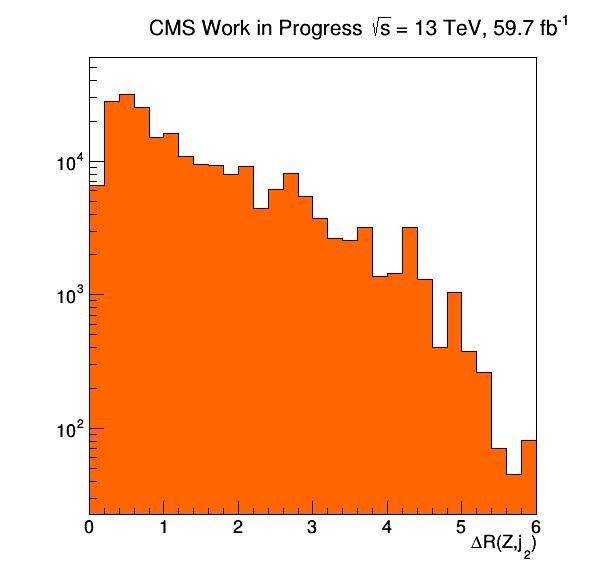 CMS Work in Progress √s = 13 TeV, 59.7 fb⁻¹
10⁴
10³
10²
0 1 2 3 4 5 6
ΔR(Z,j₂)